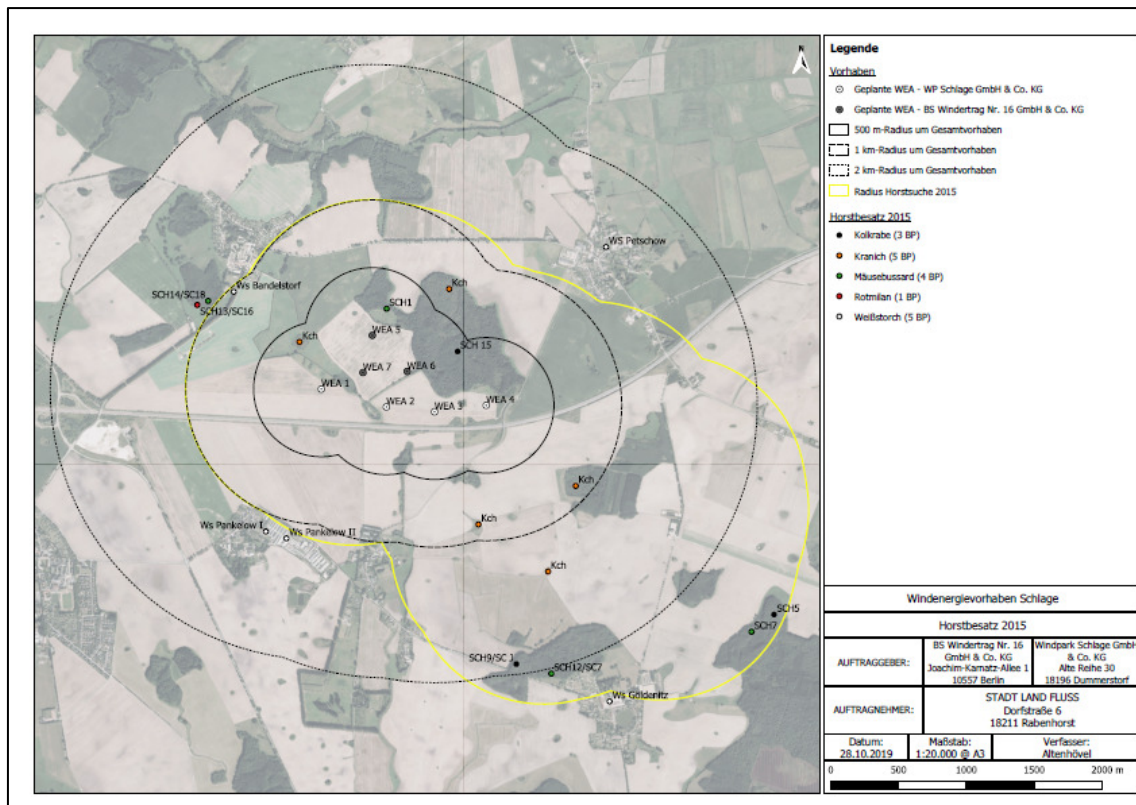 N
Ws Petschow
Kch
Ws Bandelstorf
SCH14/SC18
SCH13/SC16
SCH1
WEA 5
Kch
SCH 15
WEA 7
WEA 6
WEA 1
WEA 2
WEA 3
WEA 4
Kch
Kch
Ws Pankelow I
Ws Pankelow II
Kch
SCH5
SCH7
SCH9/SC 1
SCH12/SC7
Ws Göldenitz
Legende
Vorhaben
Geplante WEA - WP Schlage GmbH & Co. KG
Geplante WEA - BS Windertrag Nr. 16 GmbH & Co. KG
500 m-Radius um Gesamtvorhaben
1 km-Radius um Gesamtvorhaben
2 km-Radius um Gesamtvorhaben
Radius Horstsuche 2015
Horstbesatz 2015
Kolkrabe (3 BP)
Kranich (5 BP)
Mäusebussard (4 BP)
Rotmilan (1 BP)
Weißstorch (5 BP)
Windenergievorhaben Schlage
Horstbesatz 2015
AUFTRAGGEBER:
BS Windertrag Nr. 16
GmbH & Co. KG
Joachim-Karnatz-Allee 1
10557 Berlin
Windpark Schlage GmbH
& Co. KG
Alte Reihe 30
18196 Dummerstorf
AUFTRAGNEHMER:
STADT LAND FLUSS
Dorfstraße 6
18211 Rabenhorst
Datum:
28.10.2019
Maßstab:
1:20.000 @ A3
Verfasser:
Altenhövel
0 500 1000 1500 2000 m